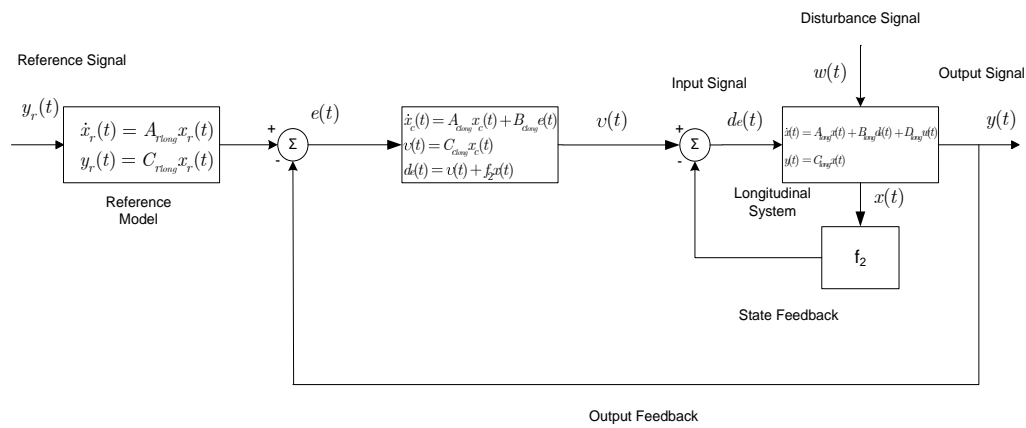 Disturbance Signal
Reference Signal
w(t)
Input Signal
Output Signal
y_r(t)
ẋ_r(t) = A_rlong x_r(t)
y_r(t) = C_rlong x_r(t)
+
-
Σ
e(t)
ẋ_c(t) = A_clong x_c(t) + B_clong e(t)
υ(t) = C_clong x_c(t)
d_e(t) = υ(t) + f_2 x(t)
υ(t)
+
-
Σ
d_e(t)
ẋ(t) = A_long x(t) + B_long d(t) + D_long u(t)
y(t) = C_long x(t)
y(t)
Reference
Model
Longitudinal
System
x(t)
f₂
State Feedback
Output Feedback